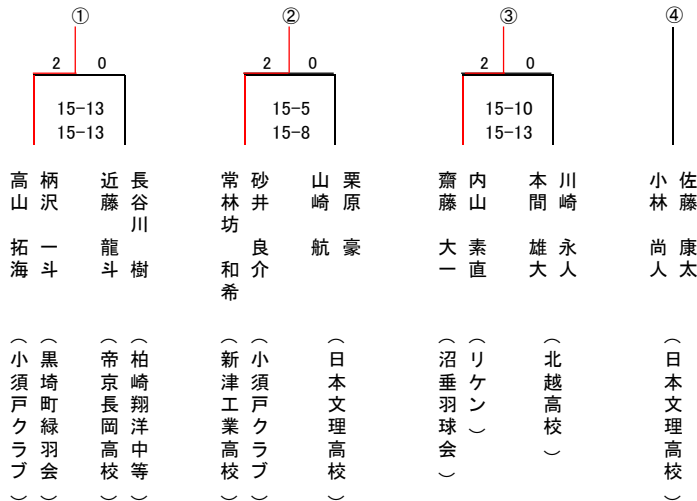 ①
②
③
④
2 0
2 0
2 0
15-13
15-13
15-5
15-8
15-10
15-13
高山 拓海
柄沢 一斗
近藤 龍斗
長谷川 樹
常林坊 和希
砂井 良介
山崎 航
栗原 豪
齋藤 大一
内山 素直
本間 雄大
川崎 永人
小林 尚人
佐藤 康太
（小須戸クラブ）
（黒埼町緑羽会）
（帝京長岡高校）
（柏崎翔洋中等）
（新津工業高校）
（小須戸クラブ）
（日本文理高校）
（沼垂羽球会）
（リケン）
（北越高校）
（日本文理高校）